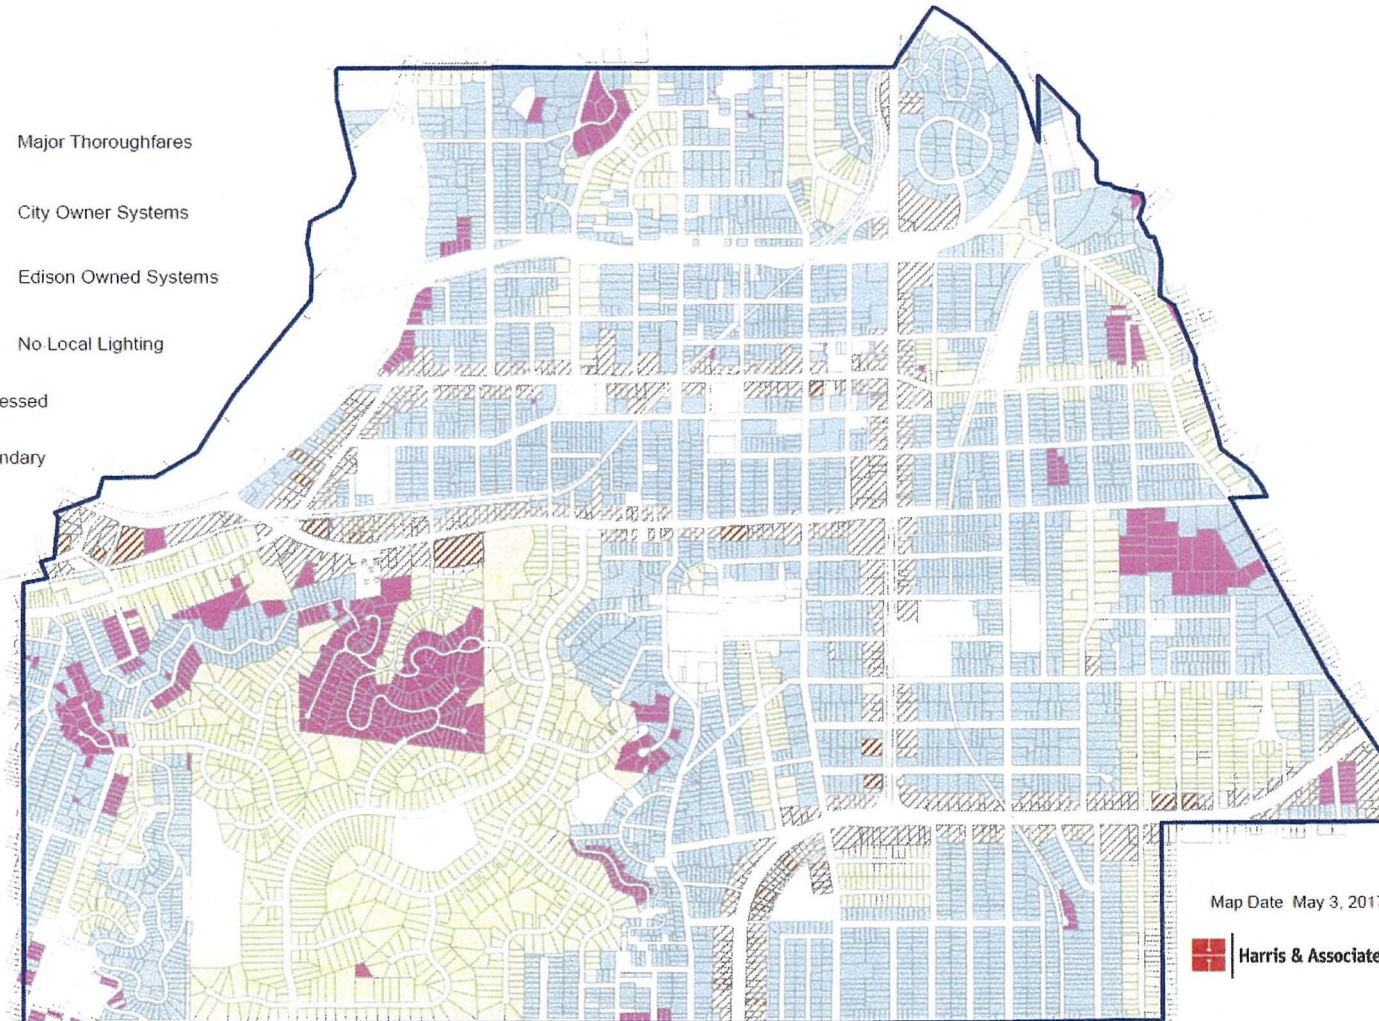 Major Thoroughfares
City Owner Systems
Edison Owned Systems
No Local Lighting
essed
ndary
Map Date May 3, 2017
Harris & Associate